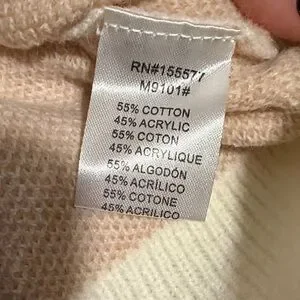 RN#155577
M9101#
55% COTTON
45% ACRYLIC
55% COTON
45% ACRYLIQUE
55% ALGODÓN
45% ACRÍLICO
55% COTONE
45% ACRILICO